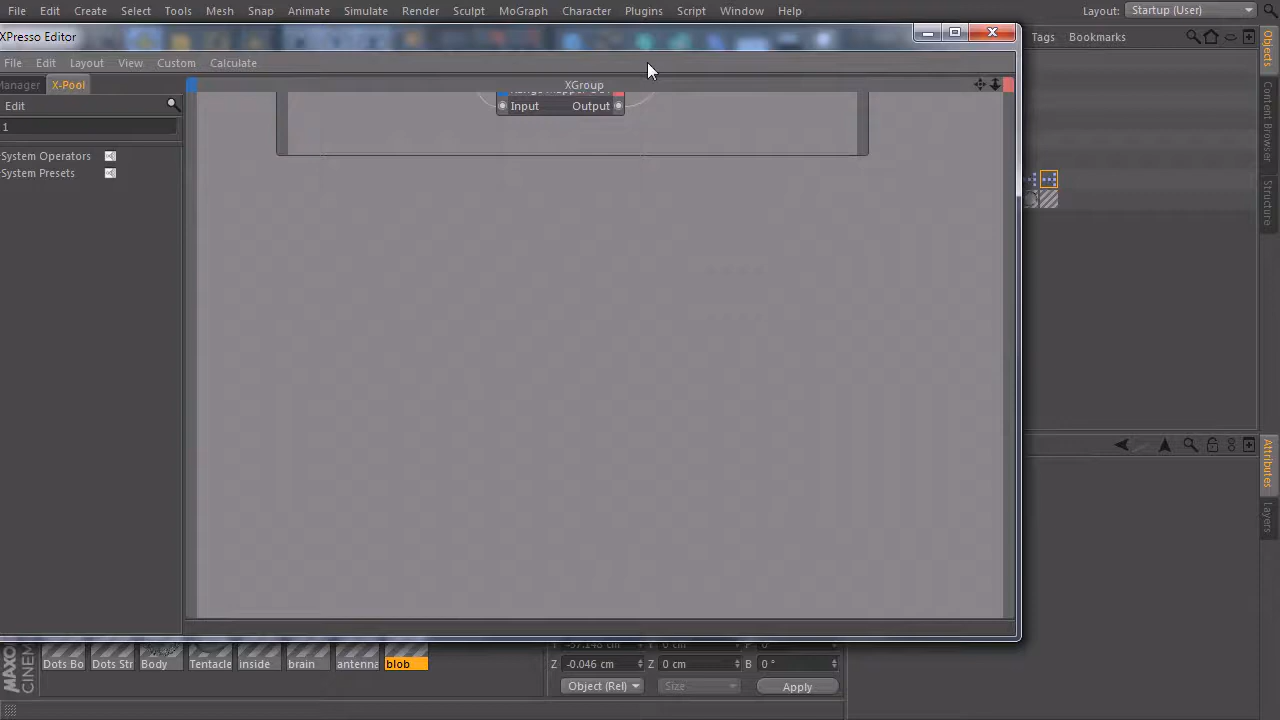 File Edit Create Select Tools Mesh Snap Animate Simulate Render Sculpt MoGraph Character Plugins Script Window Help Layout: Startup (User)
XPresso Editor
Tags Bookmarks
File Edit Layout View Custom Calculate
Manager X-Pool
XGroup
Edit
Input Output
1
System Operators
System Presets
Objects
Content Browser
Structure
Attributes
Layers
Dots Bo Dots Str Body Tentacle inside brain antenna blob
Z -0.046 cm Z 0 cm B 0 °
Object (Rel) Size Apply
MAXO
CINEM